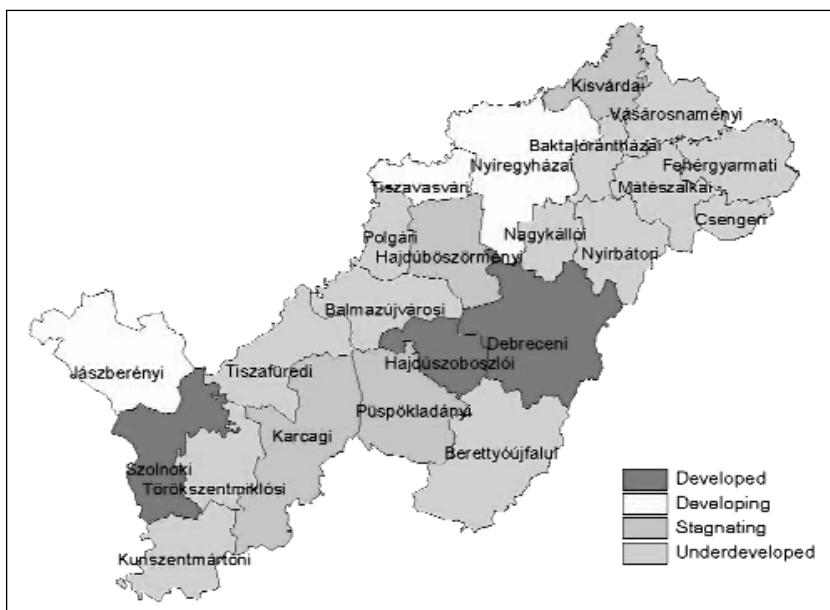 Kisvárdai
Vásárosnaményi
Baktalórántházai
Nyíregyházai
Fehérgyarmati
Tiszavasvári
Mátészalkai
Csengeri
Polgári
Nagykállói
Hajdúböszörményi
Nyírbátori
Balmazújvárosi
Debreceni
Hajdúszoboszlói
Jászberényi
Tiszafüredi
Püspökladányi
Karcagi
Berettyóújfalui
Szolnoki
Törökszentmiklósi
Kunszentmártoni
Developed
Developing
Stagnating
Underdeveloped